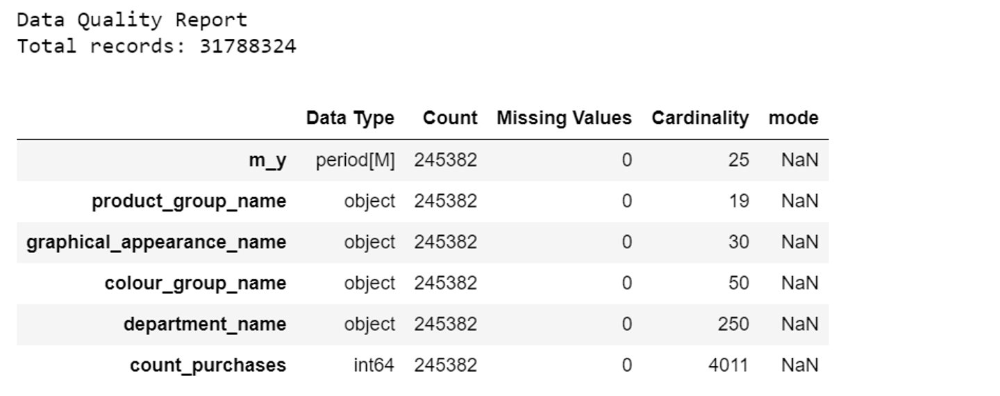 Data Quality Report
Total records: 31788324
Data Type Count Missing Values Cardinality mode
m_y period[M] 245382 0 25 NaN
product_group_name object 245382 0 19 NaN
graphical_appearance_name object 245382 0 30 NaN
colour_group_name object 245382 0 50 NaN
department_name object 245382 0 250 NaN
count_purchases int64 245382 0 4011 NaN